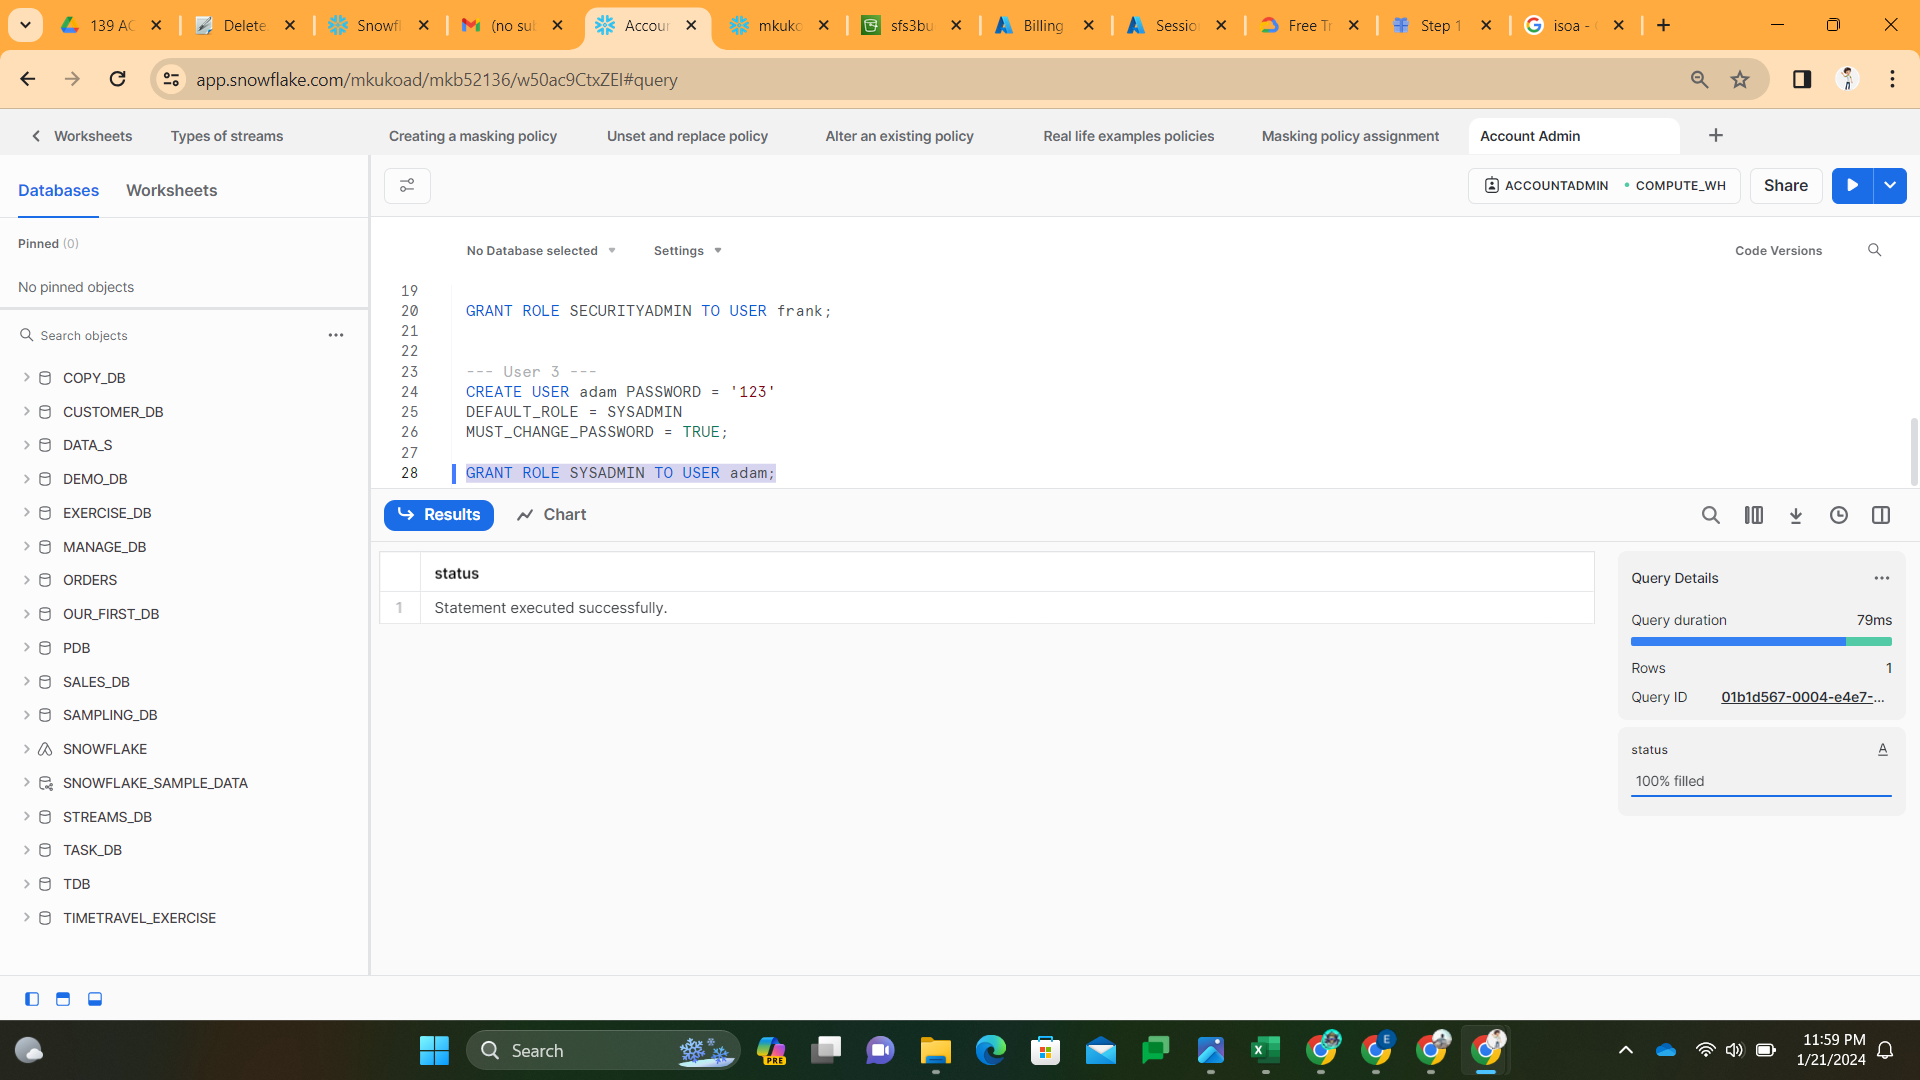 139 AC
Delete
Snowfl
(no sub
Accoun
mkuko
sfs3bu
Billing
Sessio
Free Tr
Step 1
isoa -
app.snowflake.com/mkukoad/mkb52136/w50ac9CtxZEI#query
Worksheets
Types of streams
Creating a masking policy
Unset and replace policy
Alter an existing policy
Real life examples policies
Masking policy assignment
Account Admin
Databases
Worksheets
ACCOUNTADMIN
COMPUTE_WH
Share
Pinned (0)
No pinned objects
Search objects
COPY_DB
CUSTOMER_DB
DATA_S
DEMO_DB
EXERCISE_DB
MANAGE_DB
ORDERS
OUR_FIRST_DB
PDB
SALES_DB
SAMPLING_DB
SNOWFLAKE
SNOWFLAKE_SAMPLE_DATA
STREAMS_DB
TASK_DB
TDB
TIMETRAVEL_EXERCISE
No Database selected
Settings
Code Versions
19
20 GRANT ROLE SECURITYADMIN TO USER frank;
21
22
23 --- User 3 ---
24 CREATE USER adam PASSWORD = '123'
25 DEFAULT_ROLE = SYSADMIN
26 MUST_CHANGE_PASSWORD = TRUE;
27
28 GRANT ROLE SYSADMIN TO USER adam;
Results
Chart
status
1 Statement executed successfully.
Query Details
Query duration 79ms
Rows 1
Query ID 01b1d567-0004-e4e7-...
status A
100% filled
Search
PRE
E
11:59 PM
1/21/2024